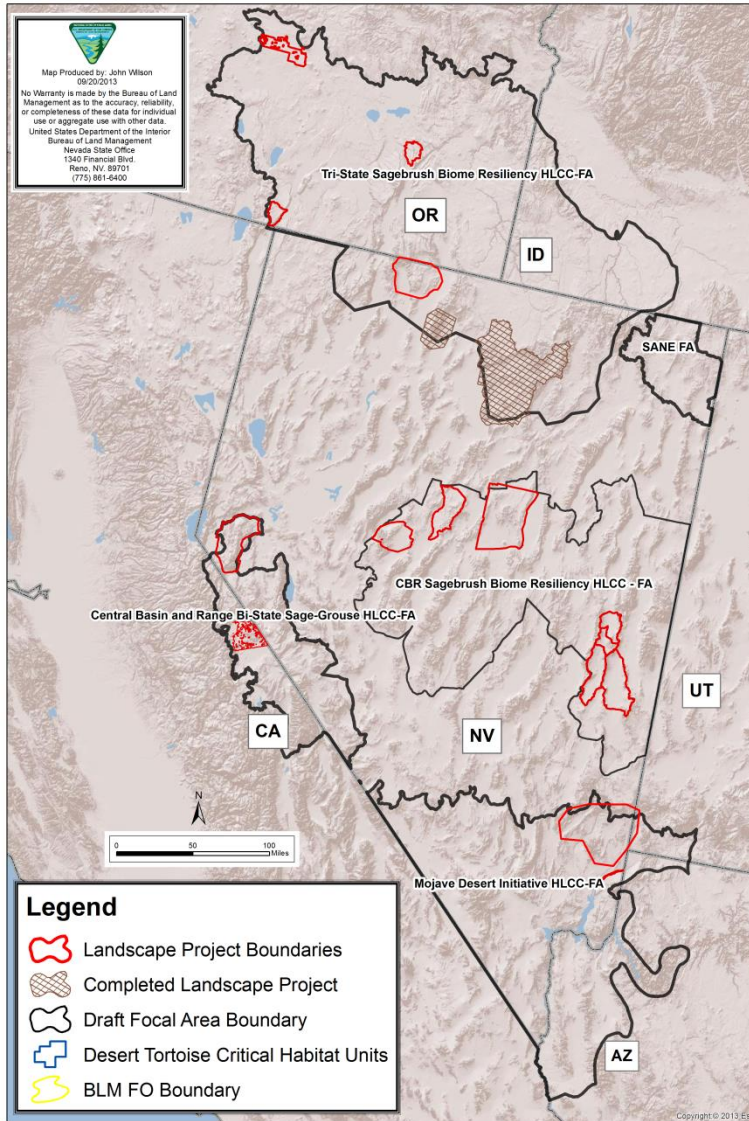 Map Produced by: John Wilson
09/20/2013
No Warranty is made by the Bureau of Land
Management as to the accuracy, reliability,
or completeness of these data for individual
use or aggregate use with other data.
United States Department of the Interior
Bureau of Land Management
Nevada State Office
1340 Financial Blvd.
Reno, NV. 89701
(775) 861-6400
Tri-State Sagebrush Biome Resiliency HLCC-FA
OR
ID
SANE FA
CBR Sagebrush Biome Resiliency HLCC - FA
Central Basin and Range Bi-State Sage-Grouse HLCC-FA
UT
CA
NV
N
0 50 100
Miles
Mojave Desert Initiative HLCC-FA
AZ
Legend
Landscape Project Boundaries
Completed Landscape Project
Draft Focal Area Boundary
Desert Tortoise Critical Habitat Units
BLM FO Boundary
Copyright © 2013 Es